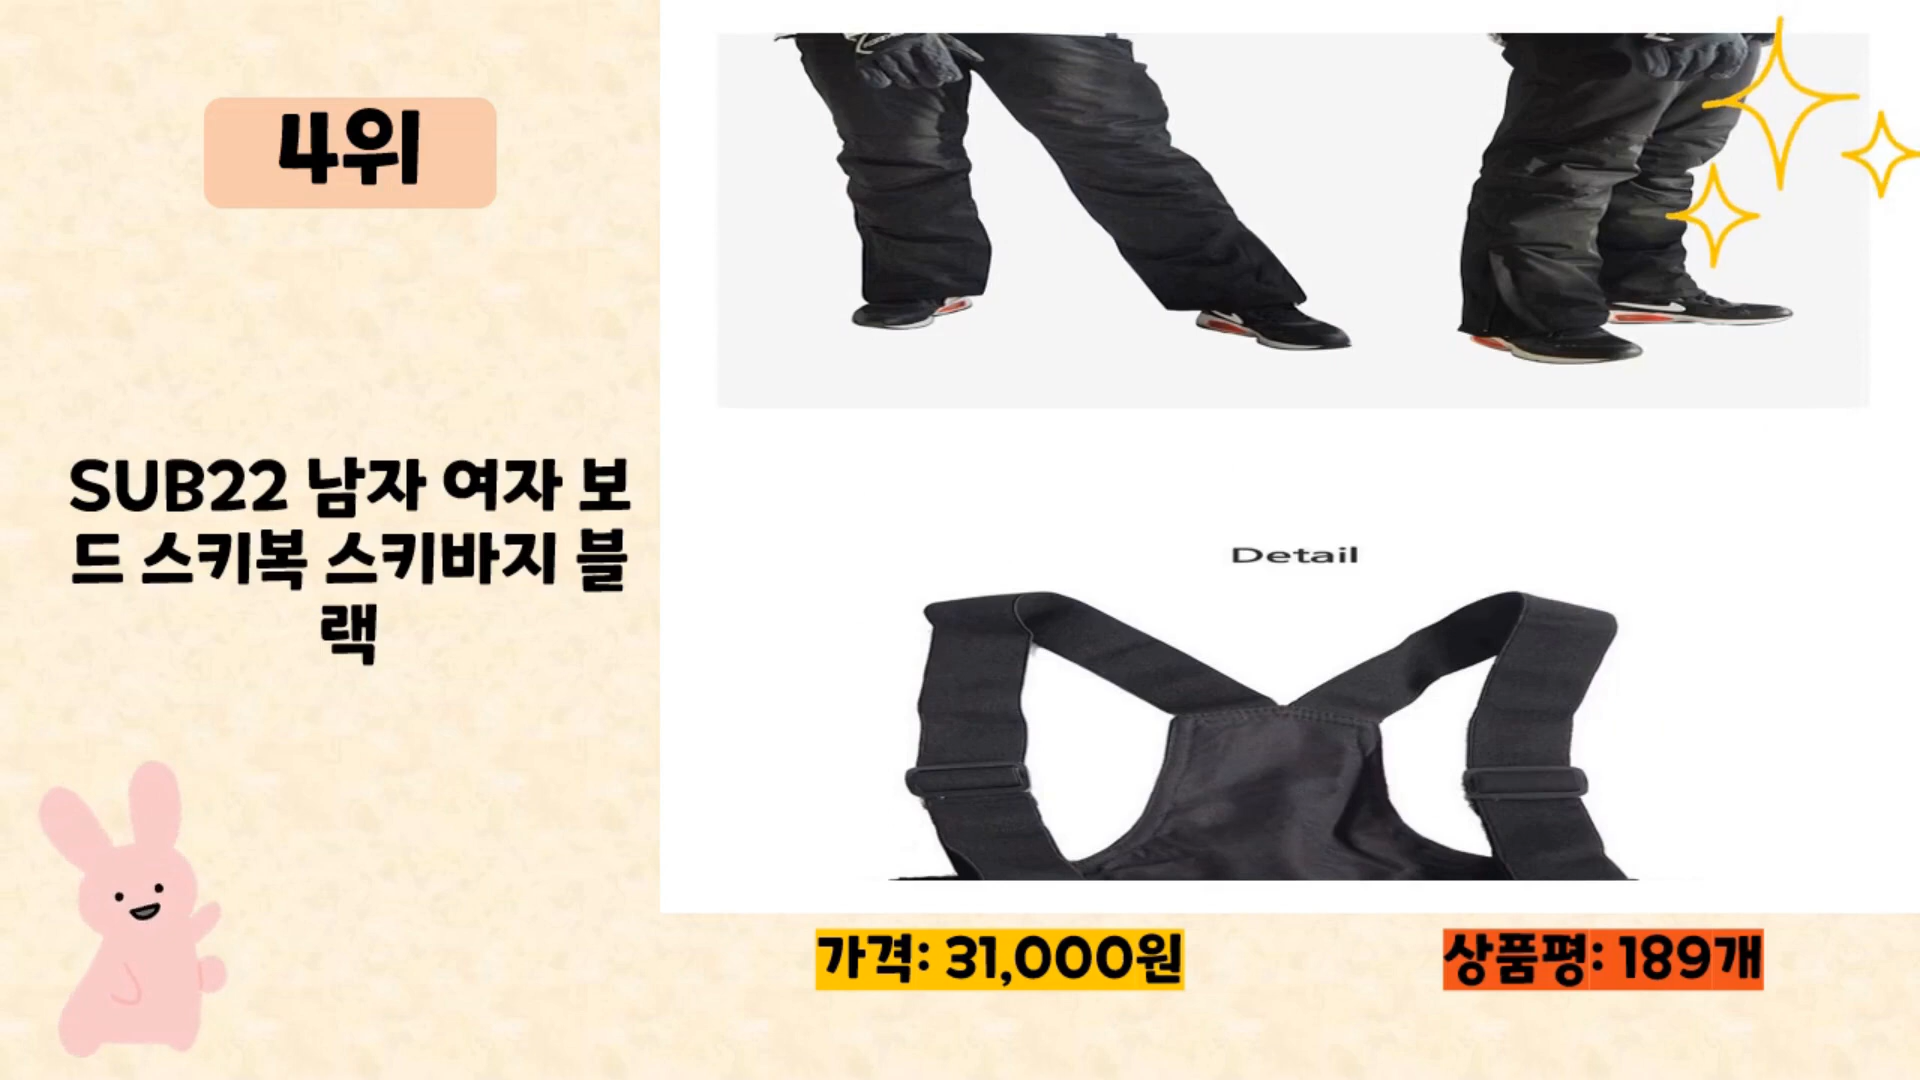 4위
SUB22 남자 여자 보
드 스키복 스키바지 블
랙
Detail
가격: 31,000원
상품평: 189개